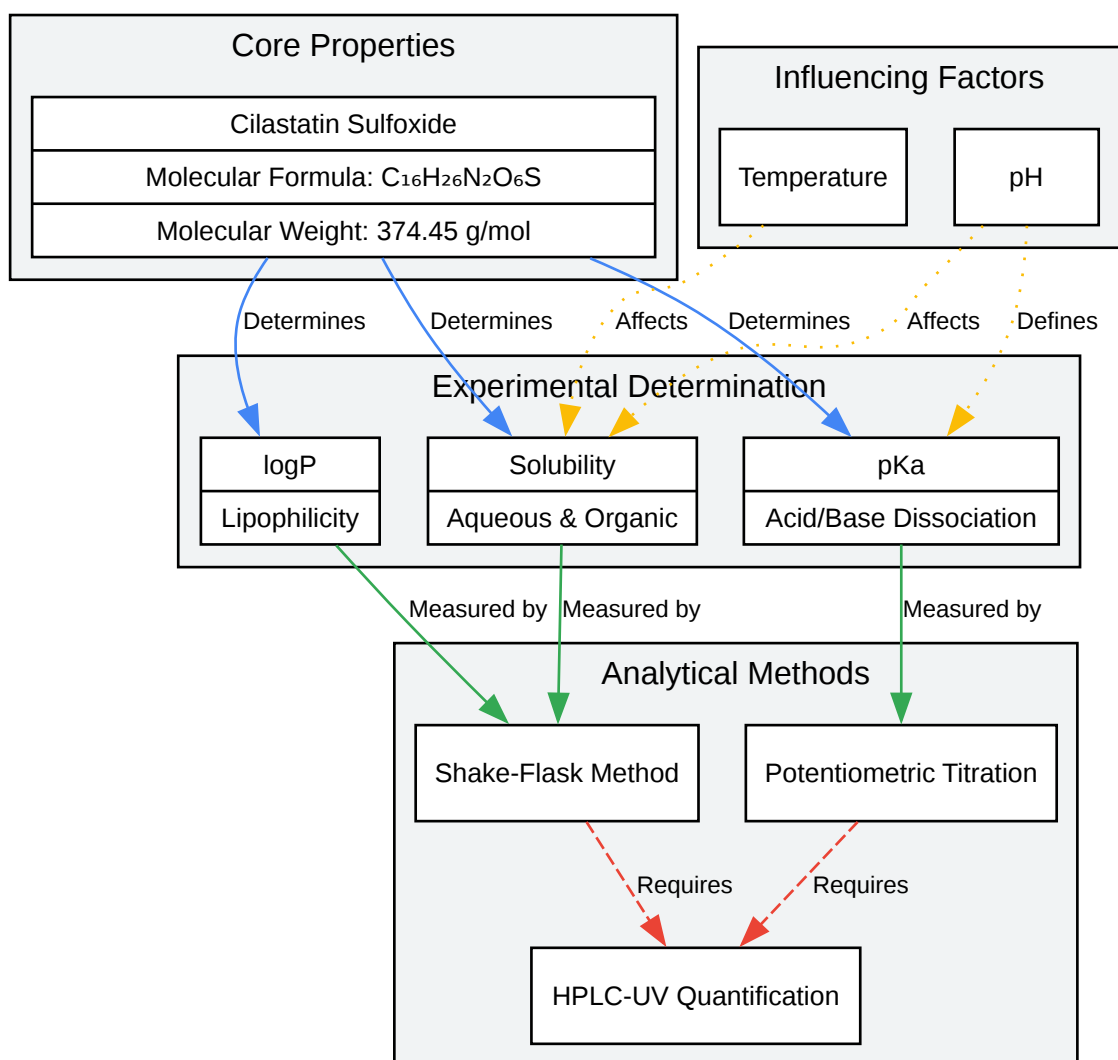 Core Properties
Cilastatin Sulfoxide
Molecular Formula: C₁₆H₂₆N₂O₆S
Molecular Weight: 374.45 g/mol
Influencing Factors
Temperature
pH
Determines
Determines
Affects
Determines
Affects
Defines
Experimental Determination
logP
Lipophilicity
Solubility
Aqueous & Organic
pKa
Acid/Base Dissociation
Measured by
Measured by
Measured by
Analytical Methods
Shake-Flask Method
Potentiometric Titration
Requires
Requires
HPLC-UV Quantification